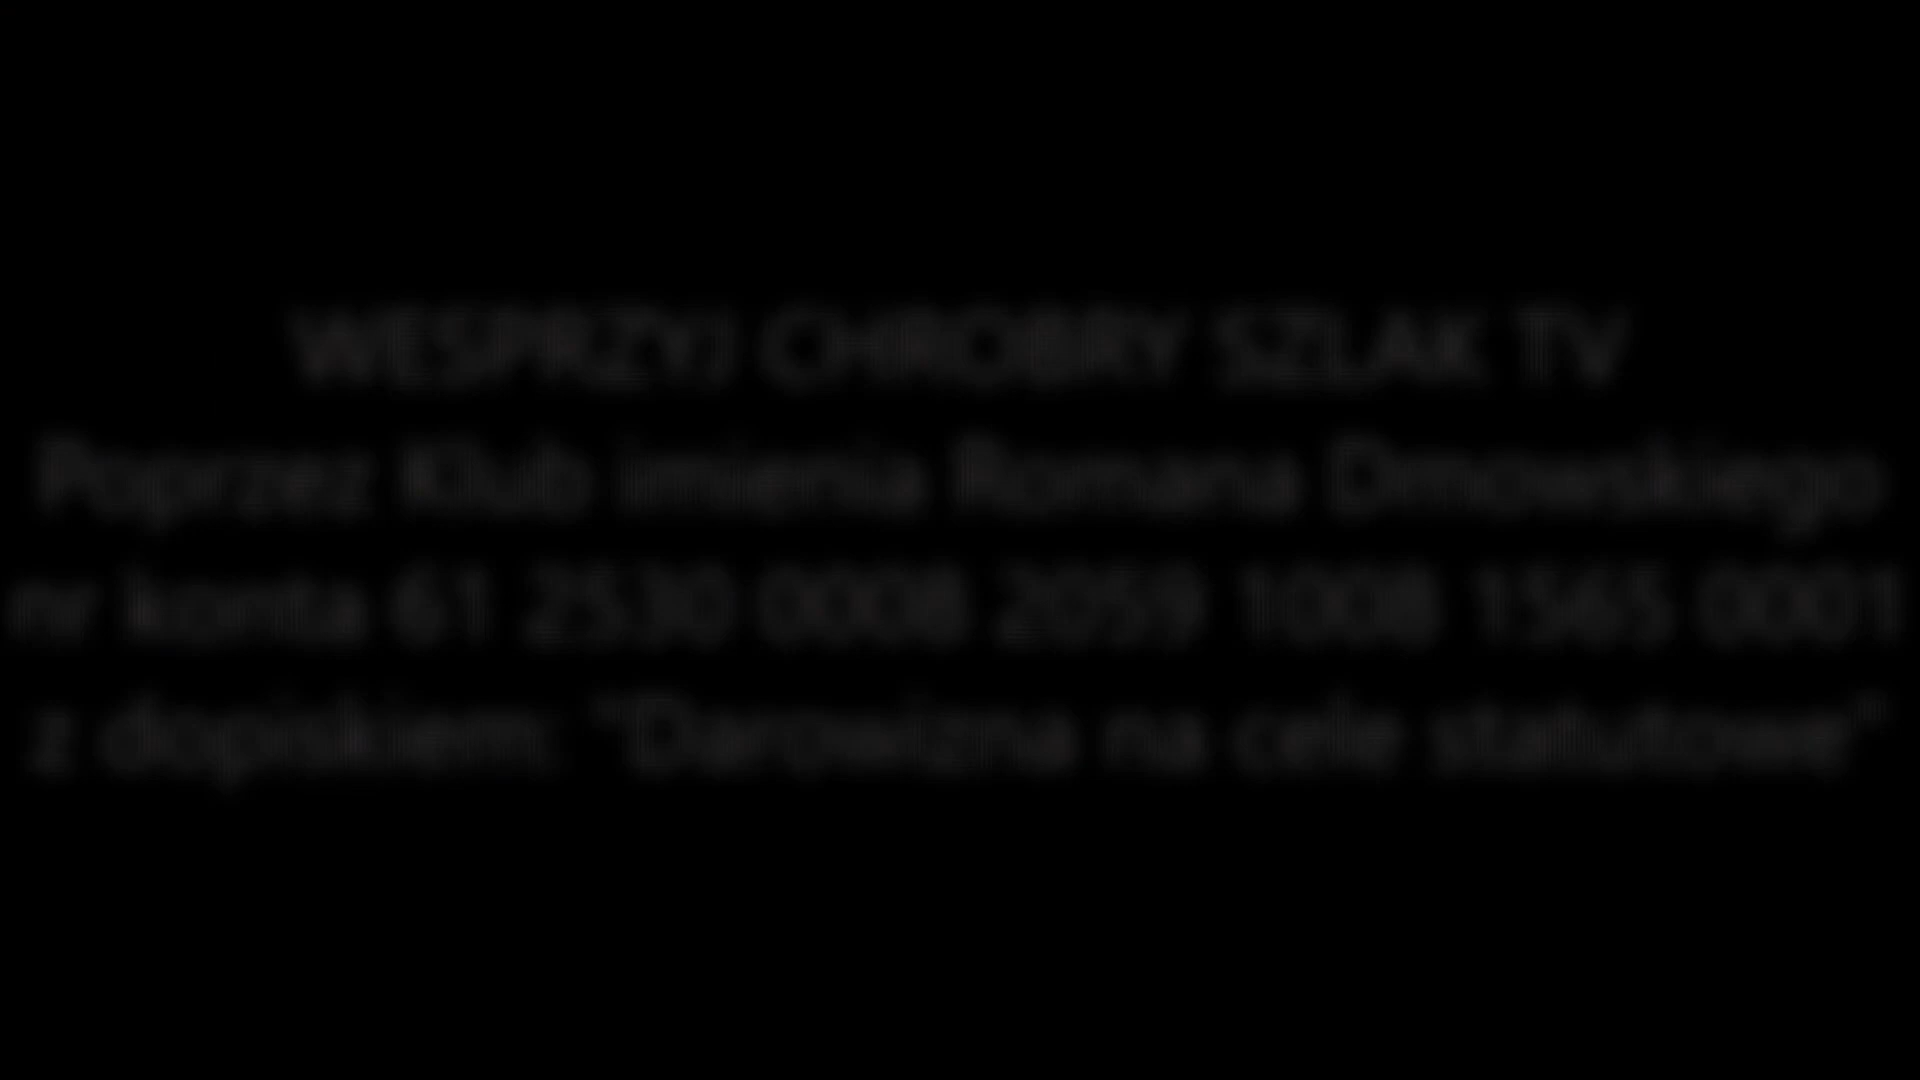 WESPRZYJ CHROBRY SZLAK TV
Poprzez Klub imienia Romana Dmowskiego
nr konta 61 2530 0008 2059 1008 1565 0001
z dopiskiem: "Darowizna na cele statutowe"